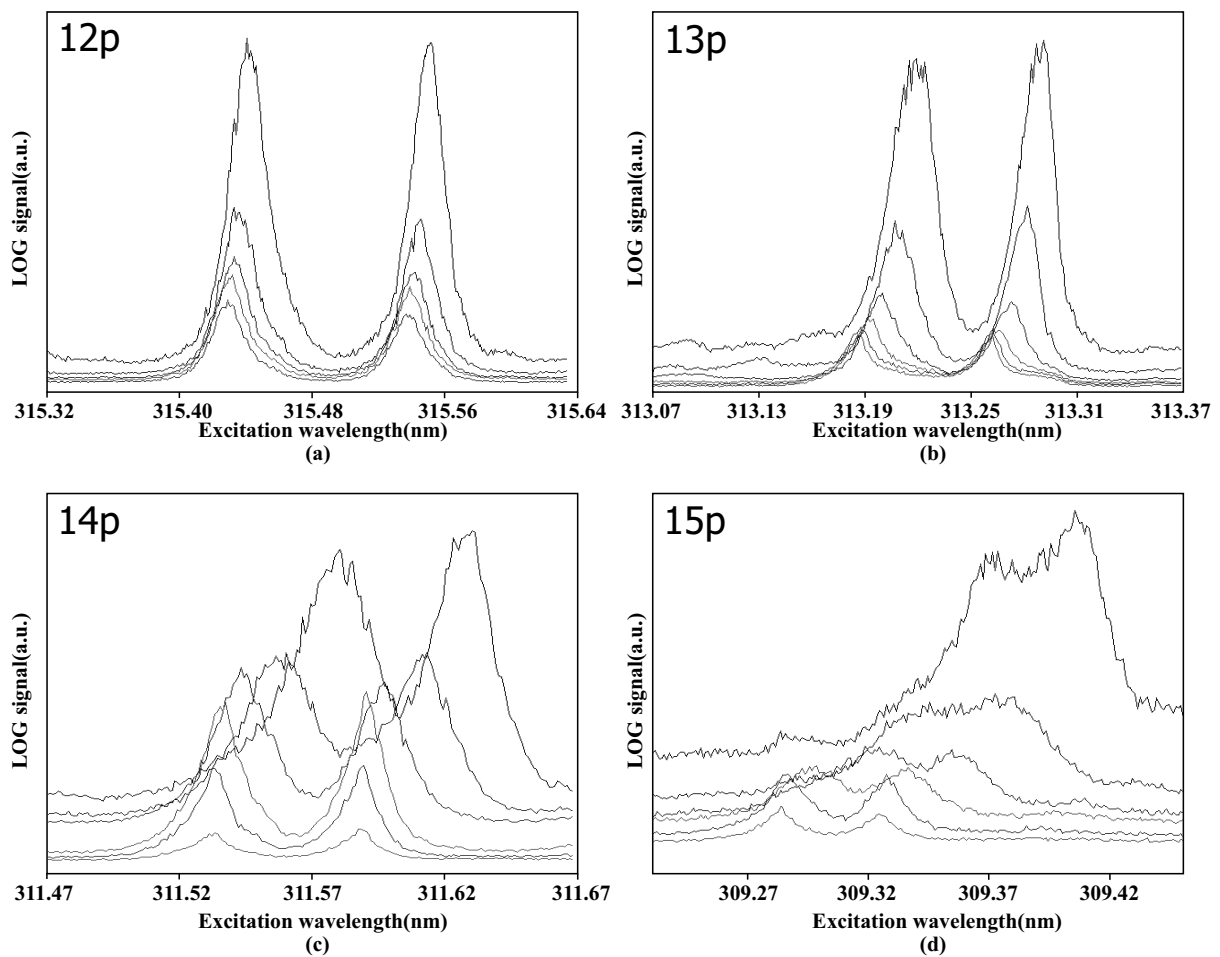 12p
LOG signal(a.u.)
315.32 315.40 315.48 315.56 315.64
Excitation wavelength(nm)
(a)
13p
LOG signal(a.u.)
313.07 313.13 313.19 313.25 313.31 313.37
Excitation wavelength(nm)
(b)
14p
LOG signal(a.u.)
311.47 311.52 311.57 311.62 311.67
Excitation wavelength(nm)
(c)
15p
LOG signal(a.u.)
309.27 309.32 309.37 309.42
Excitation wavelength(nm)
(d)